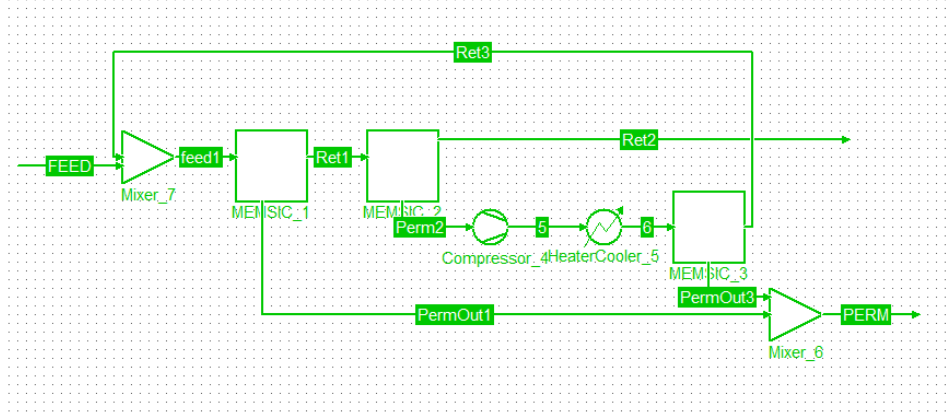 Ret3
FEED
feed1
Ret1
Ret2
Mixer_7
MEMSIC_1
MEMSIC_2
Perm2
5
6
Compressor_4
HeaterCooler_5
MEMSIC_3
PermOut3
PermOut1
PERM
Mixer_6